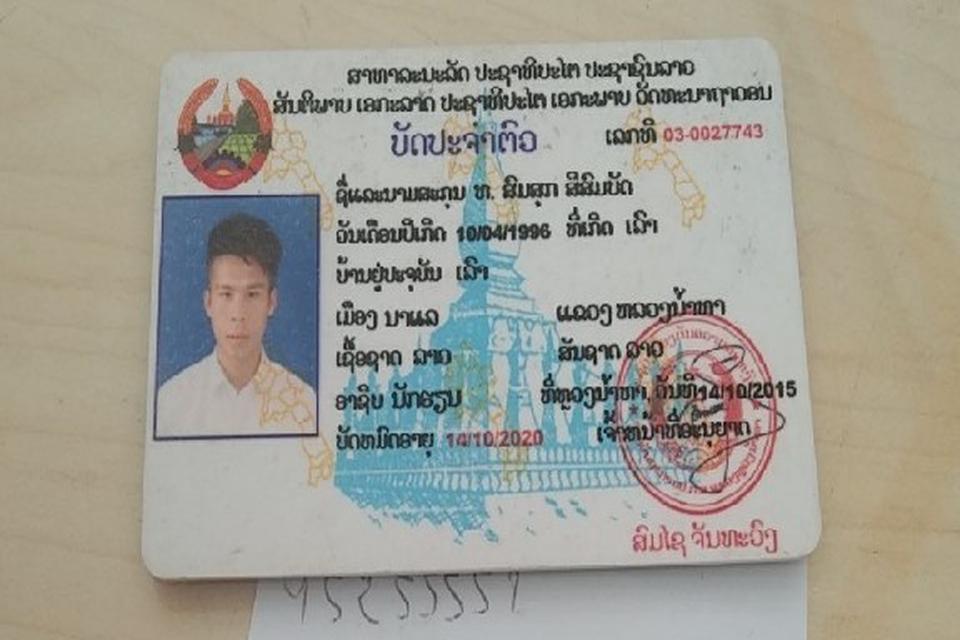 ສາທາລະນະລັດ ປະຊາທິປະໄຕ ປະຊາຊົນລາວ
ສັນຕິພາບ ເອກະລາດ ປະຊາທິປະໄຕ ເອກະພາບ ວັດທະນາຖາວອນ
ບັດປະຈຳຕົວ ເລກທີ 03-0027743
ຊື່ແລະນາມສະກຸນ ທ. ສົມສຸກ ສີສົມບັດ
ວັນເດືອນປີເກີດ 10/04/1996 ທີ່ເກີດ ເລົາ
ບ້ານຢູ່ປະຈຸບັນ ເລົາ
ເມືອງ ນາແລ ແຂວງ ຫລວງນ້ຳທາ
ເຊື້ອຊາດ ລາວ ສັນຊາດ ລາວ
ອາຊິບ ນັກຮຽນ ທີ່ຫຼວງນ້ຳທາ, ວັນທີ14/10/2015
ບັດຫມົດອາຍຸ 14/10/2020 ເຈົ້າຫນ້າທີ່ອະນຸຍາດ
ສົມໄຊ ຈັນທະວົງ